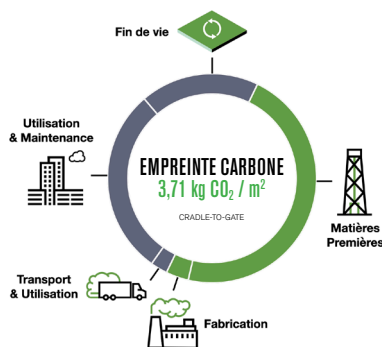 Fin de vie
Utilisation
& Maintenance
EMPREINTE CARBONE
3,71 kg CO₂ / m²
CRADLE-TO-GATE
Matières
Premières
Transport
& Utilisation
Fabrication